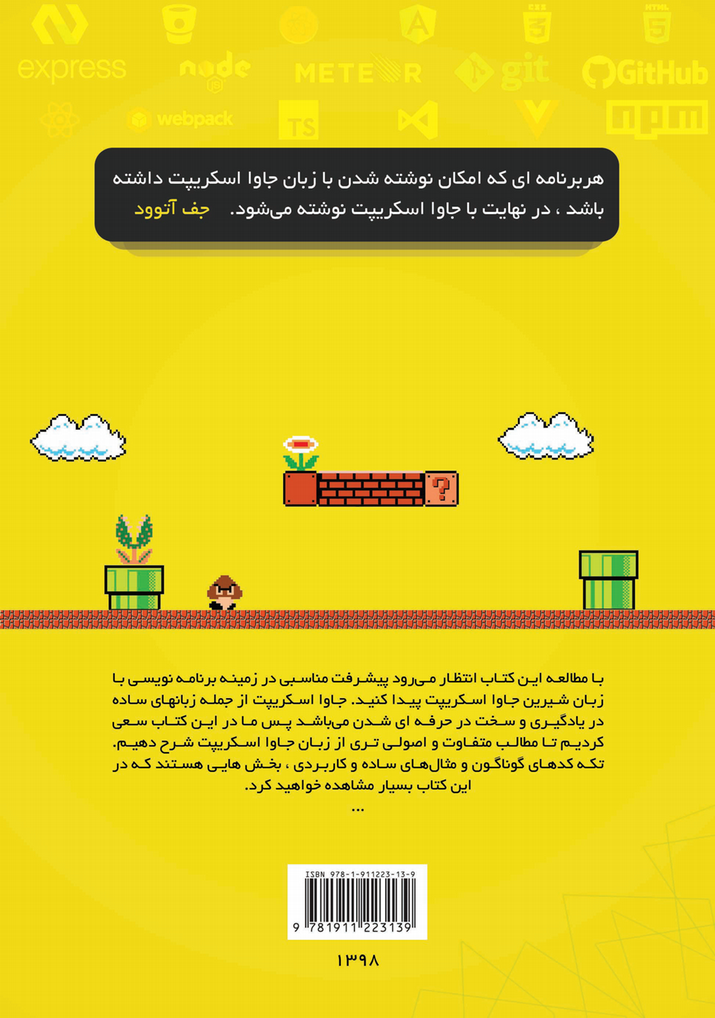 CSS
3
HTML
5
express
node
JS
METEOR
git
GitHub
webpack
TS
npm
هربرنامه ای که امکان نوشته شدن با زبان جاوا اسکریپت داشته
باشد ، در نهایت با جاوا اسکریپت نوشته می‌شود. جف آتوود
?
با مطالعه این کتاب انتظار می‌رود پیشرفت مناسبی در زمینه برنامه نویسی با
زبان شیرین جاوا اسکریپت پیدا کنید. جاوا اسکریپت از جمله زبانهای ساده
در یادگیری و سخت در حرفه ای شدن می‌باشد پس ما در این کتاب سعی
کردیم تا مطالب متفاوت و اصولی تری از زبان جاوا اسکریپت شرح دهیم.
تکه کدهای گوناگون و مثال‌های ساده و کاربردی ، بخش هایی هستند که در
این کتاب بسیار مشاهده خواهید کرد.
...
ISBN 978-1-911223-13-9
9 781911 223139
۱۳۹۸